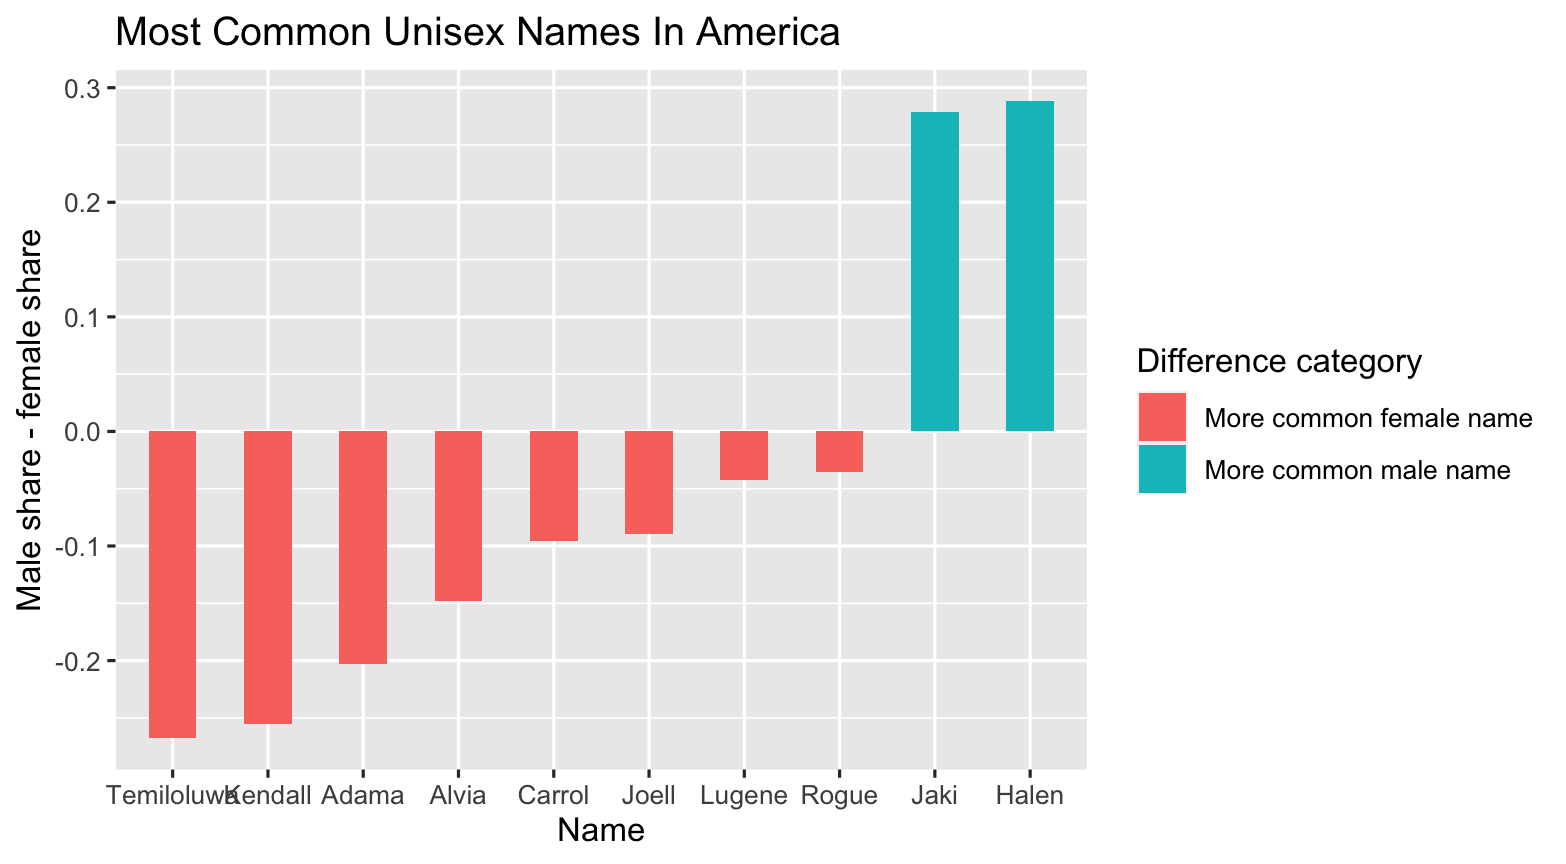 Most Common Unisex Names In America
Male share - female share
0.3
0.2
0.1
0.0
-0.1
-0.2
Temiloluwa Kendall Adama Alvia Carrol Joell Lugene Rogue Jaki Halen
Name
Difference category
More common female name
More common male name